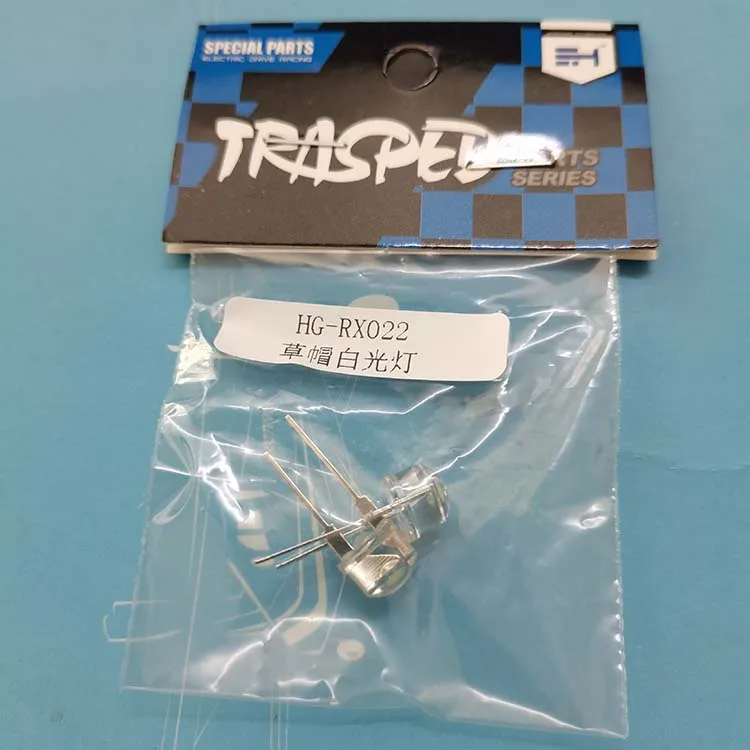 SPECIAL PARTS
ELECTRIC DRIVE RACING
TRASPED
PARTS
SERIES
HG-RX022
草帽白光灯